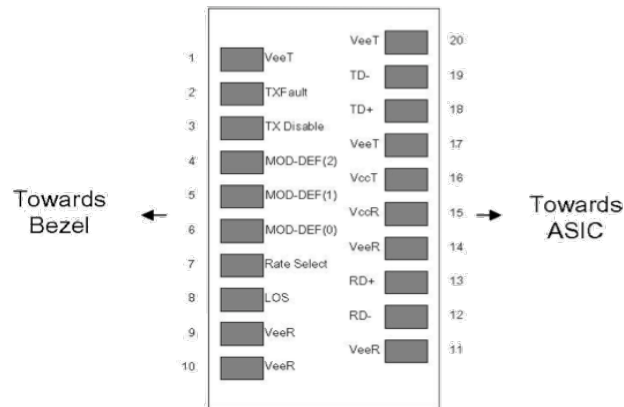 VeeT 20
1 VeeT
TD- 19
2 TXFault
TD+ 18
3 TX Disable
VeeT 17
4 MOD-DEF(2)
VccT 16
5 MOD-DEF(1)
Towards Bezel
VccR 15
Towards ASIC
6 MOD-DEF(0)
VeeR 14
7 Rate Select
RD+ 13
8 LOS
RD- 12
9 VeeR
VeeR 11
10 VeeR